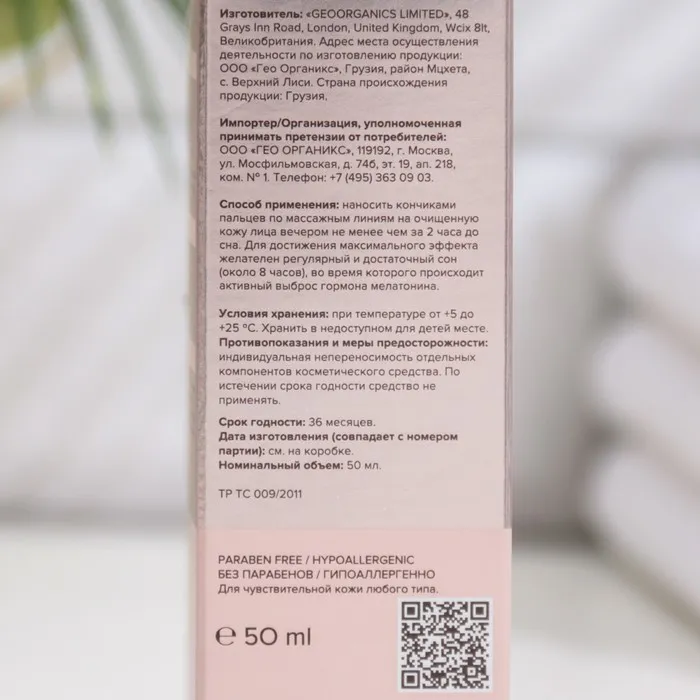 Изготовитель: «GEOORGANICS LIMITED», 48
Grays Inn Road, London, United Kingdom, Wcix 8lt,
Великобритания. Адрес места осуществления
деятельности по изготовлению продукции:
ООО «Гео Органикс», Грузия, район Мцхета,
с. Верхний Лиси. Страна происхождения
продукции: Грузия.
Импортер/Организация, уполномоченная
принимать претензии от потребителей:
ООО «ГЕО ОРГАНИКС», 119192, г. Москва,
ул. Мосфильмовская, д. 74б, эт. 19, ап. 218,
ком. № 1. Телефон: +7 (495) 363 09 03.
Способ применения: наносить кончиками
пальцев по массажным линиям на очищенную
кожу лица вечером не менее чем за 2 часа до
сна. Для достижения максимального эффекта
желателен регулярный и достаточный сон
(около 8 часов), во время которого происходит
активный выброс гормона мелатонина.
Условия хранения: при температуре от +5 до
+25 °С. Хранить в недоступном для детей месте.
Противопоказания и меры предосторожности:
индивидуальная непереносимость отдельных
компонентов косметического средства. По
истечении срока годности средство не
применять.
Срок годности: 36 месяцев.
Дата изготовления (совпадает с номером
партии): см. на коробке.
Номинальный объем: 50 мл.
ТР ТС 009/2011
PARABEN FREE / HYPOALLERGENIC
БЕЗ ПАРАБЕНОВ / ГИПОАЛЛЕРГЕННО
Для чувствительной кожи любого типа.
℮ 50 ml